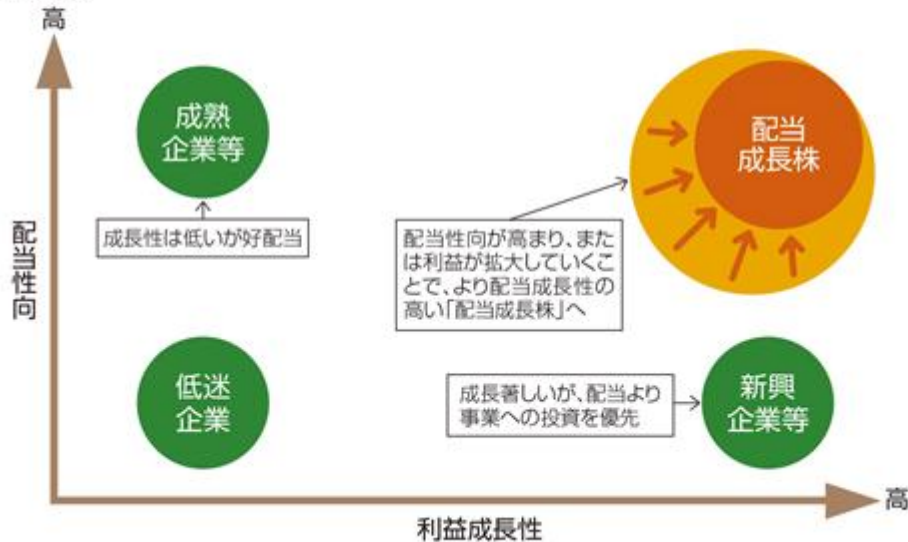 高
成熟
企業等
配当
成長株
成長性は低いが好配当
配当性向が高まり、また
は利益が拡大していくこ
とで、より配当成長性の
高い「配当成長株」へ
配当性向
低迷
企業
成長著しいが、配当より
事業への投資を優先
新興
企業等
高
利益成長性